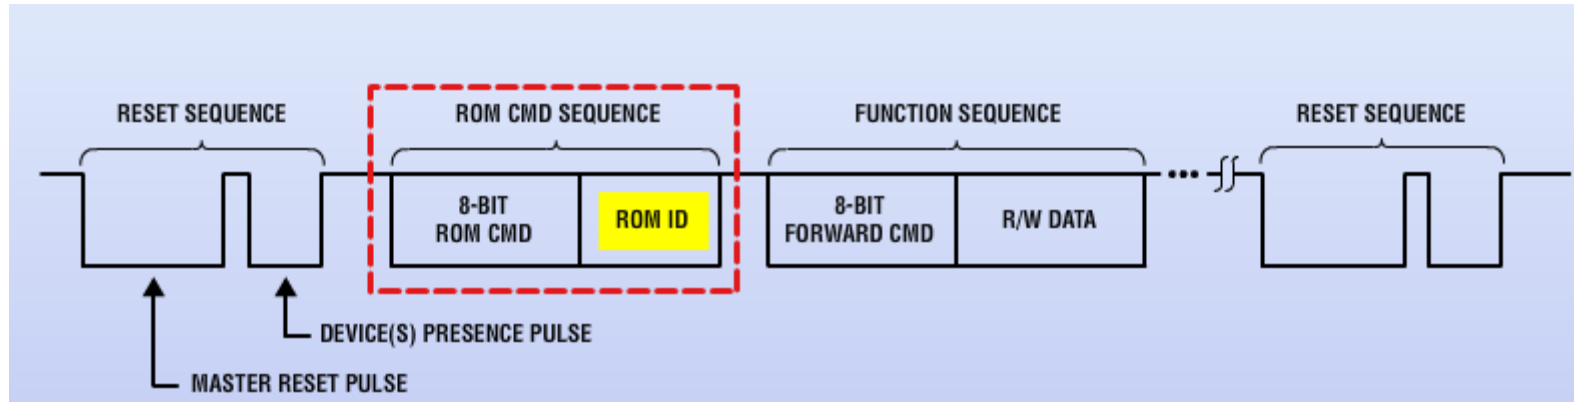 RESET SEQUENCE
ROM CMD SEQUENCE
FUNCTION SEQUENCE
RESET SEQUENCE
8-BIT
ROM CMD
ROM ID
8-BIT
FORWARD CMD
R/W DATA
DEVICE(S) PRESENCE PULSE
MASTER RESET PULSE